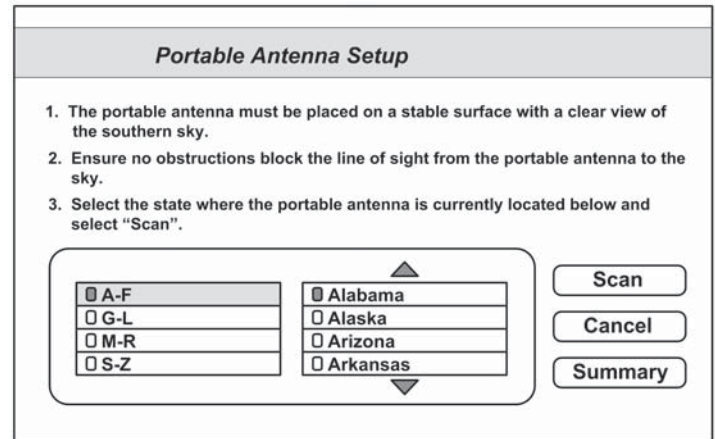 Portable Antenna Setup
1. The portable antenna must be placed on a stable surface with a clear view of
the southern sky.
2. Ensure no obstructions block the line of sight from the portable antenna to the
sky.
3. Select the state where the portable antenna is currently located below and
select “Scan”.
A-F
G-L
M-R
S-Z
Alabama
Alaska
Arizona
Arkansas
Scan
Cancel
Summary